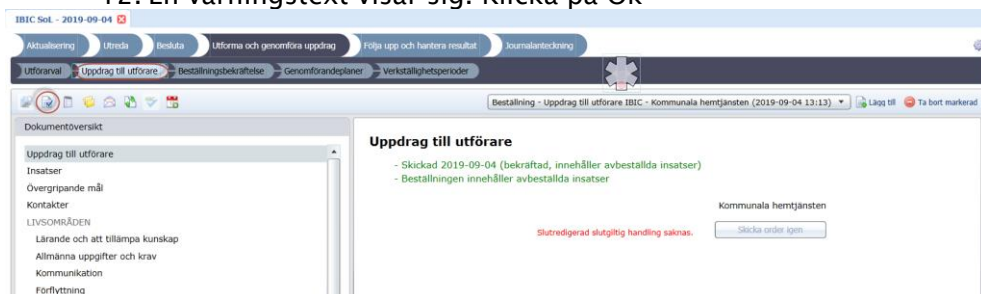 12. En varningstext visar sig. Klicka på Ok
IBIC SoL - 2019-09-04
Aktualisering Utreda Besluta Utforma och genomföra uppdrag Följa upp och hantera resultat Journalanteckning
Utförarval Uppdrag till utförare Beställningsbekräftelse Genomförandeplaner Verkställighetsperioder
Beställning - Uppdrag till utförare IBIC - Kommunala hemtjänsten (2019-09-04 13:13) Lägg till Ta bort markerad
Dokumentöversikt
Uppdrag till utförare
Insatser
Övergripande mål
Kontakter
LIVSOMRÅDEN
Lärande och att tillämpa kunskap
Allmänna uppgifter och krav
Kommunikation
Förflyttning
Uppdrag till utförare
- Skickad 2019-09-04 (bekräftad, innehåller avbeställda insatser)
- Beställningen innehåller avbeställda insatser
Kommunala hemtjänsten
Slutredigerad slutgiltig handling saknas. Skicka order igen